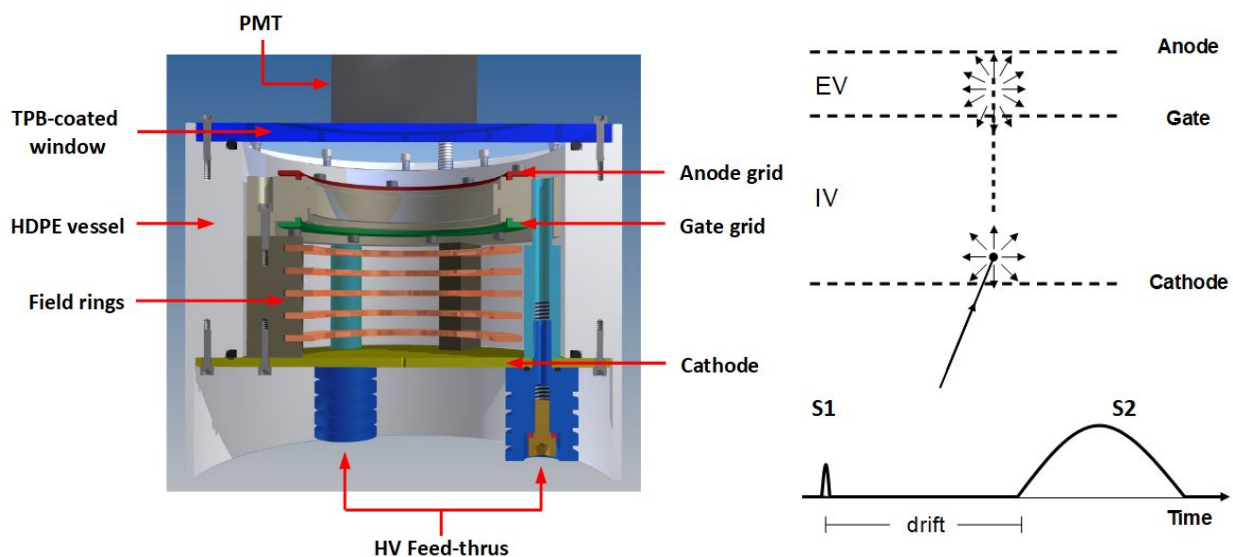 PMT
TPB-coated
window
HDPE vessel
Field rings
Anode grid
Gate grid
Cathode
HV Feed-thrus
Anode
EV
Gate
IV
Cathode
S1
S2
drift
Time